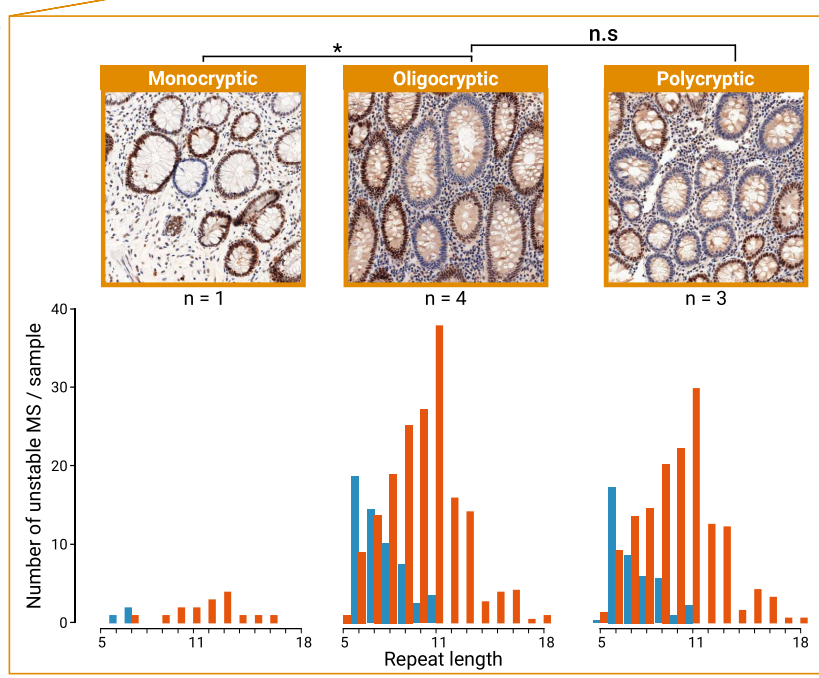 * n.s
Monocryptic Oligocryptic Polycryptic
n = 1 n = 4 n = 3
Number of unstable MS / sample
40
30
20
10
0
5 11 18 5 11 18 5 11 18
Repeat length